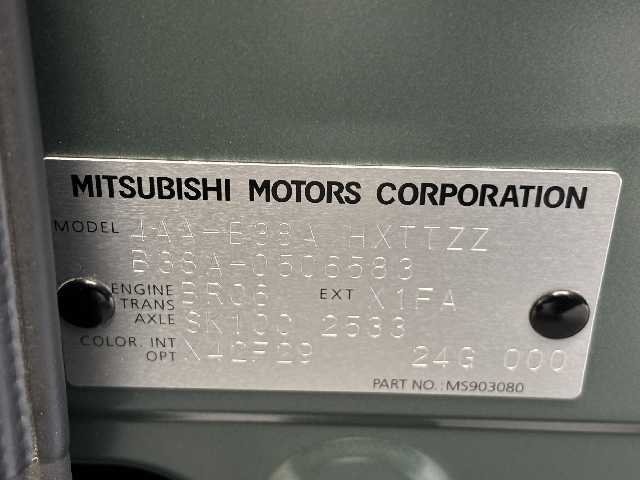 MITSUBISHI MOTORS CORPORATION
MODEL 4AA-B38A HXTTZZ
B38A-0506583
ENGINE BR06 EXT X1FA
TRANS AXLE SK100 2533
COLOR. INT OPT X42F29 24G 000
PART NO.: MS903080